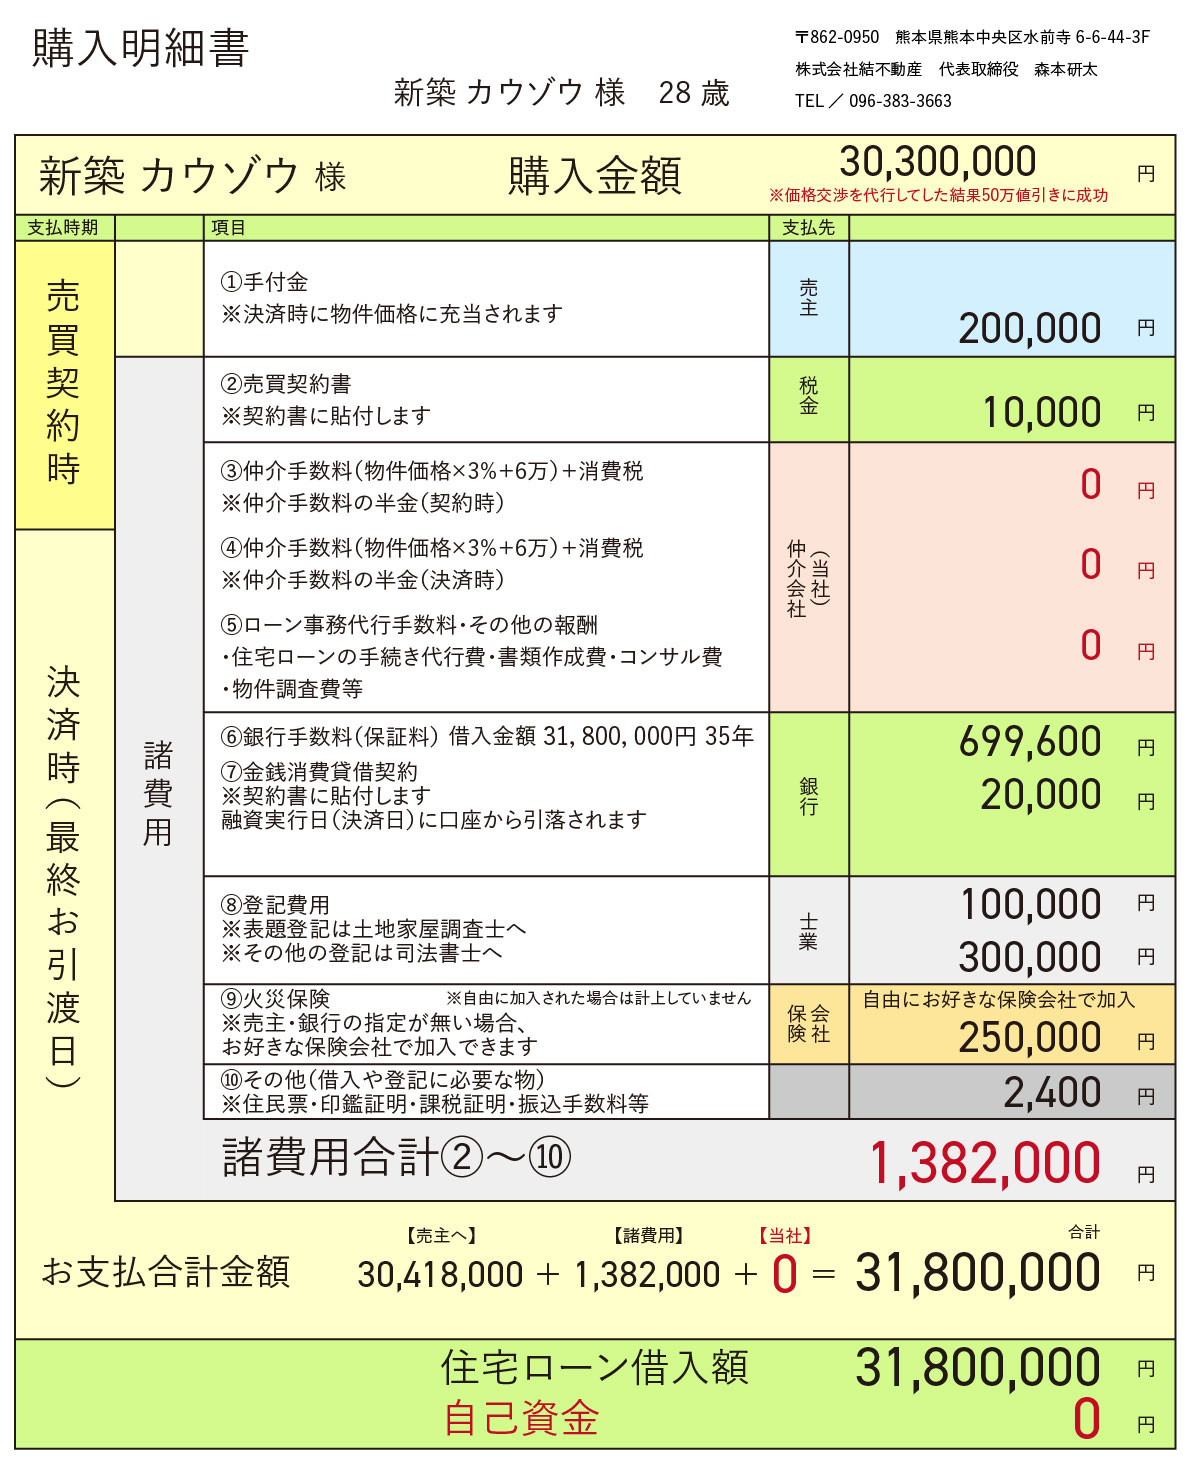 購入明細書
新築 カウゾウ 様 28 歳
〒862-0950 熊本県熊本中央区水前寺 6-6-44-3F
株式会社結不動産 代表取締役 森本研太
TEL／ 096-383-3663
新築 カウゾウ 様 購入金額 30,300,000 円
※価格交渉を代行してした結果50万値引きに成功
支払時期 項目 支払先
売買契約時
①手付金
※決済時に物件価格に充当されます
売主
200,000 円
諸費用
②売買契約書
※契約書に貼付します
税金
10,000 円
③仲介手数料(物件価格×3%+6万)+消費税
※仲介手数料の半金(契約時)
0 円
④仲介手数料(物件価格×3%+6万)+消費税
※仲介手数料の半金(決済時)
仲介会社
(当社)
0 円
⑤ローン事務代行手数料・その他の報酬
・住宅ローンの手続き代行費・書類作成費・コンサル費
・物件調査費等
0 円
決済時(最終お引渡日)
⑥銀行手数料(保証料) 借入金額 31, 800, 000円 35年
699,600 円
⑦金銭消費貸借契約
※契約書に貼付します
融資実行日(決済日)に口座から引落されます
銀行
20,000 円
⑧登記費用
※表題登記は土地家屋調査士へ
※その他の登記は司法書士へ
士業
100,000 円
300,000 円
⑨火災保険 ※自由に加入された場合は計上していません
※売主・銀行の指定が無い場合、
お好きな保険会社で加入できます
保険会社
自由にお好きな保険会社で加入
250,000 円
⑩その他(借入や登記に必要な物)
※住民票・印鑑証明・課税証明・振込手数料等
2,400 円
諸費用合計②〜⑩ 1,382,000 円
【売主へ】 【諸費用】 【当社】 合計
お支払合計金額 30,418,000 + 1,382,000 + 0 = 31,800,000 円
住宅ローン借入額 31,800,000 円
自己資金 0 円